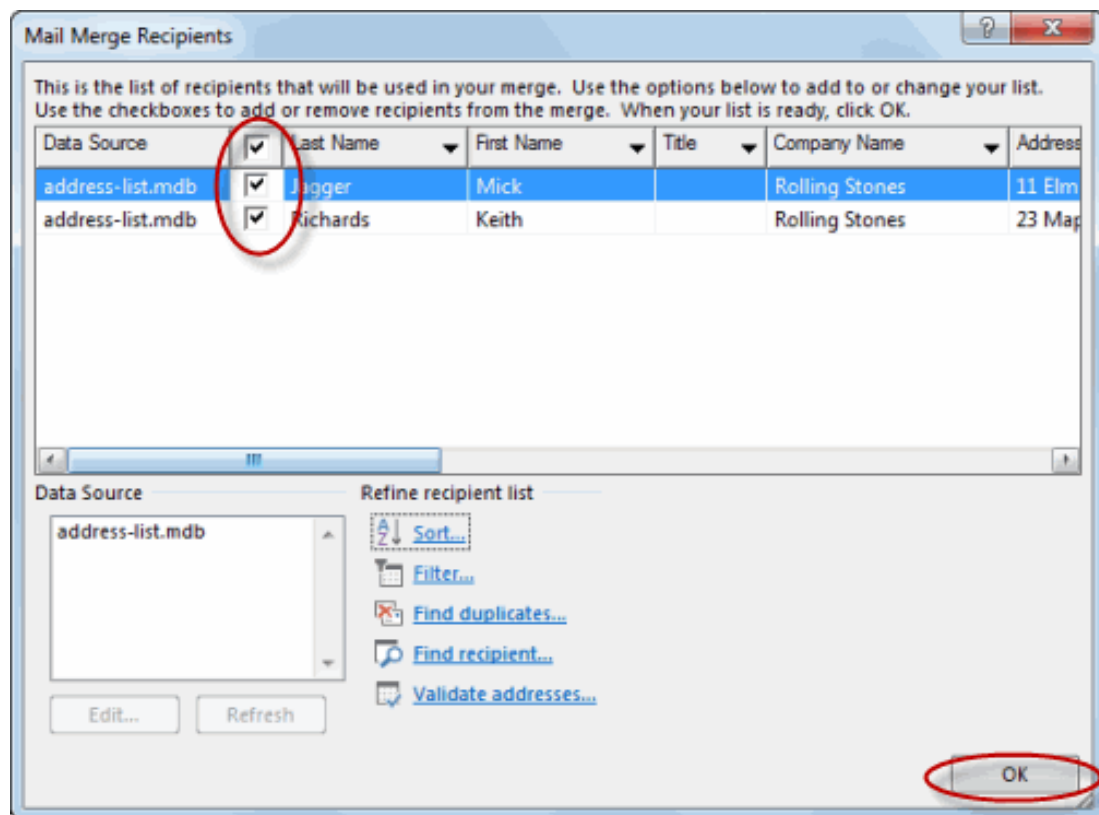 Mail Merge Recipients
This is the list of recipients that will be used in your merge. Use the options below to add to or change your list.
Use the checkboxes to add or remove recipients from the merge. When your list is ready, click OK.
Data Source Last Name First Name Title Company Name Address
address-list.mdb Jagger Mick Rolling Stones 11 Elm
address-list.mdb Richards Keith Rolling Stones 23 Map
Data Source Refine recipient list
address-list.mdb
Sort...
Filter...
Find duplicates...
Find recipient...
Validate addresses...
Edit... Refresh
OK